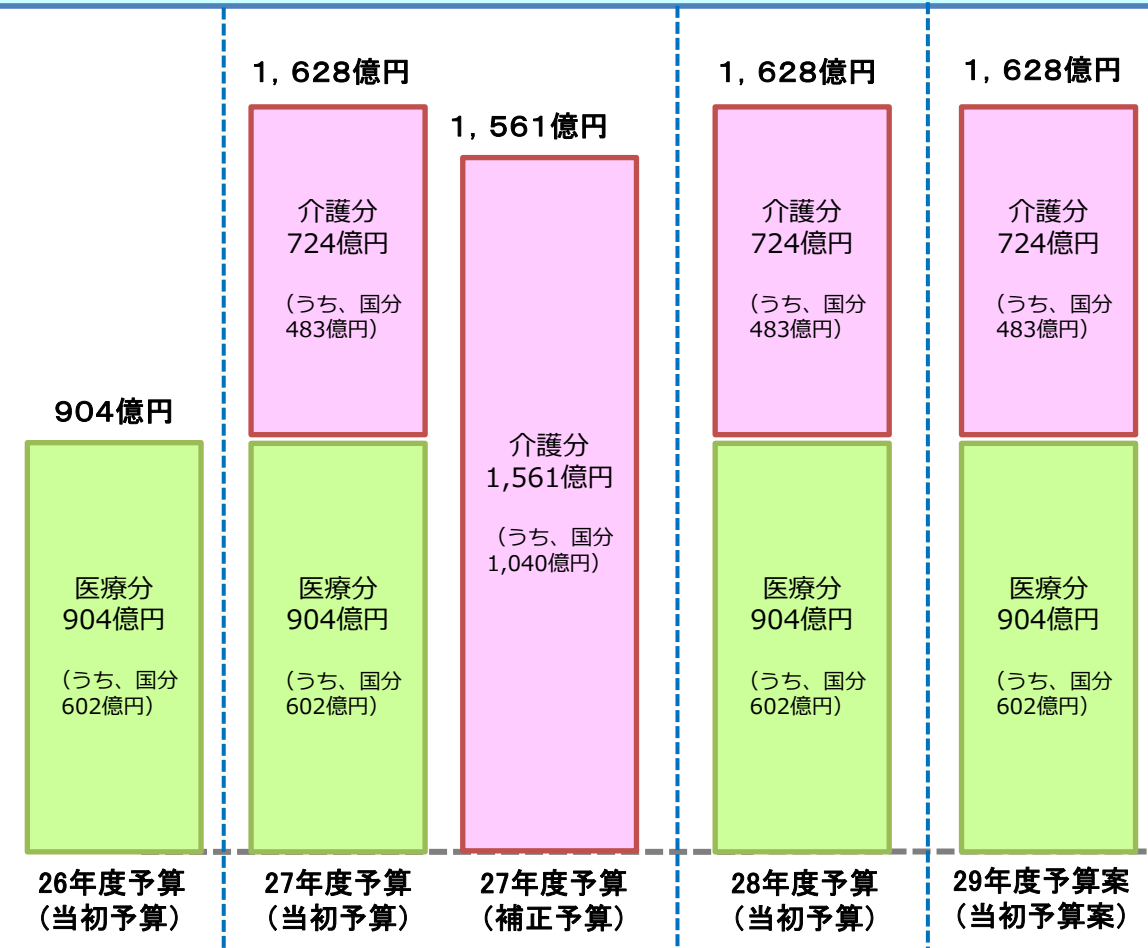 904億円
医療分
904億円
（うち、国分
602億円）
26年度予算
（当初予算）
1，628億円
介護分
724億円
（うち、国分
483億円）
医療分
904億円
（うち、国分
602億円）
27年度予算
（当初予算）
1，561億円
介護分
1,561億円
（うち、国分
1,040億円）
27年度予算
（補正予算）
1，628億円
介護分
724億円
（うち、国分
483億円）
医療分
904億円
（うち、国分
602億円）
28年度予算
（当初予算）
1，628億円
介護分
724億円
（うち、国分
483億円）
医療分
904億円
（うち、国分
602億円）
29年度予算案
（当初予算案）